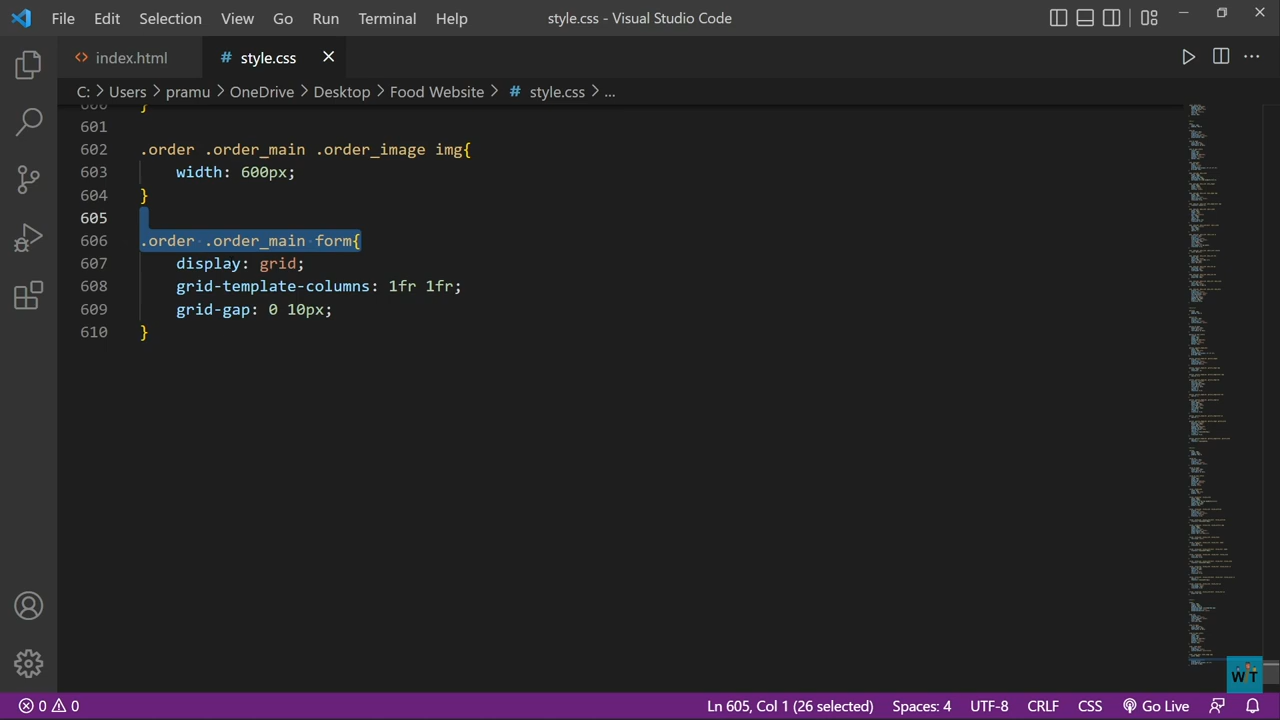 File Edit Selection View Go Run Terminal Help style.css - Visual Studio Code
index.html # style.css
C: > Users > pramu > OneDrive > Desktop > Food Website > # style.css > ...
600 }
601
602 .order .order_main .order_image img{
603 width: 600px;
604 }
605
606 .order .order_main form{
607 display: grid;
608 grid-template-columns: 1fr 1fr;
609 grid-gap: 0 10px;
610 }
WT
0 0 Ln 605, Col 1 (26 selected) Spaces: 4 UTF-8 CRLF CSS Go Live